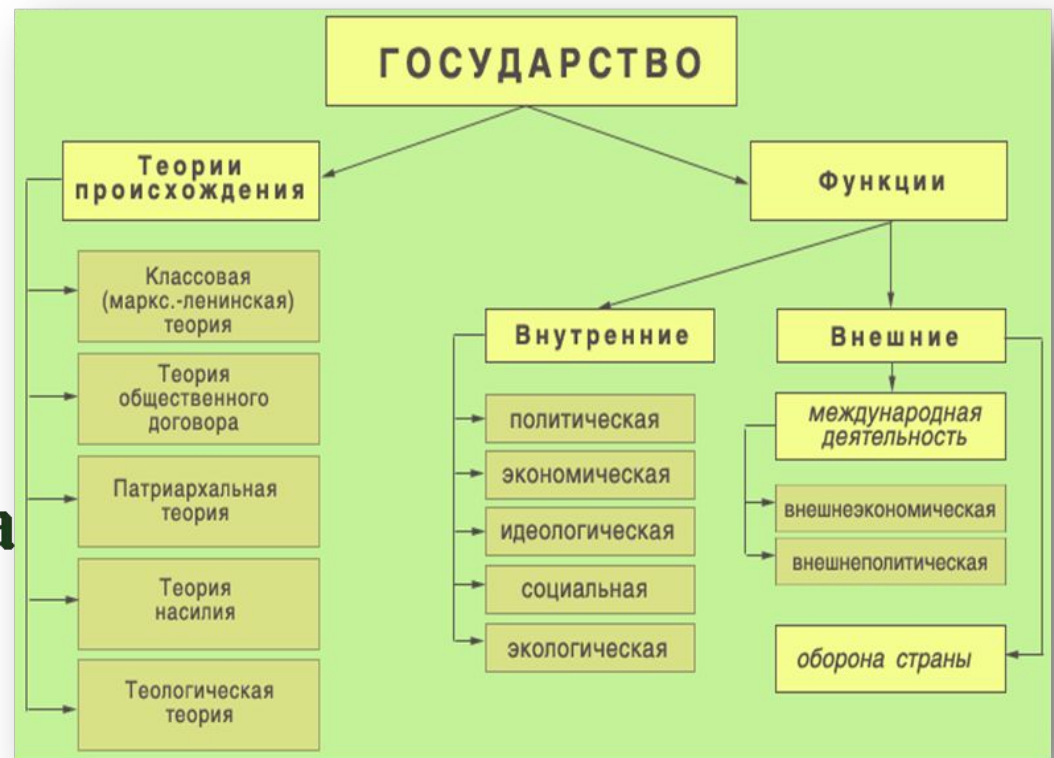 ГОСУДАРСТВО
Теории
происхождения
Классовая
(маркс.-ленинская)
теория
Теория
общественного
договора
Патриархальная
теория
Теория
насилия
Теологическая
теория
Функции
Внутренние
политическая
экономическая
идеологическая
социальная
экологическая
Внешние
международная
деятельность
внешнеэкономическая
внешнеполитическая
оборона страны
а